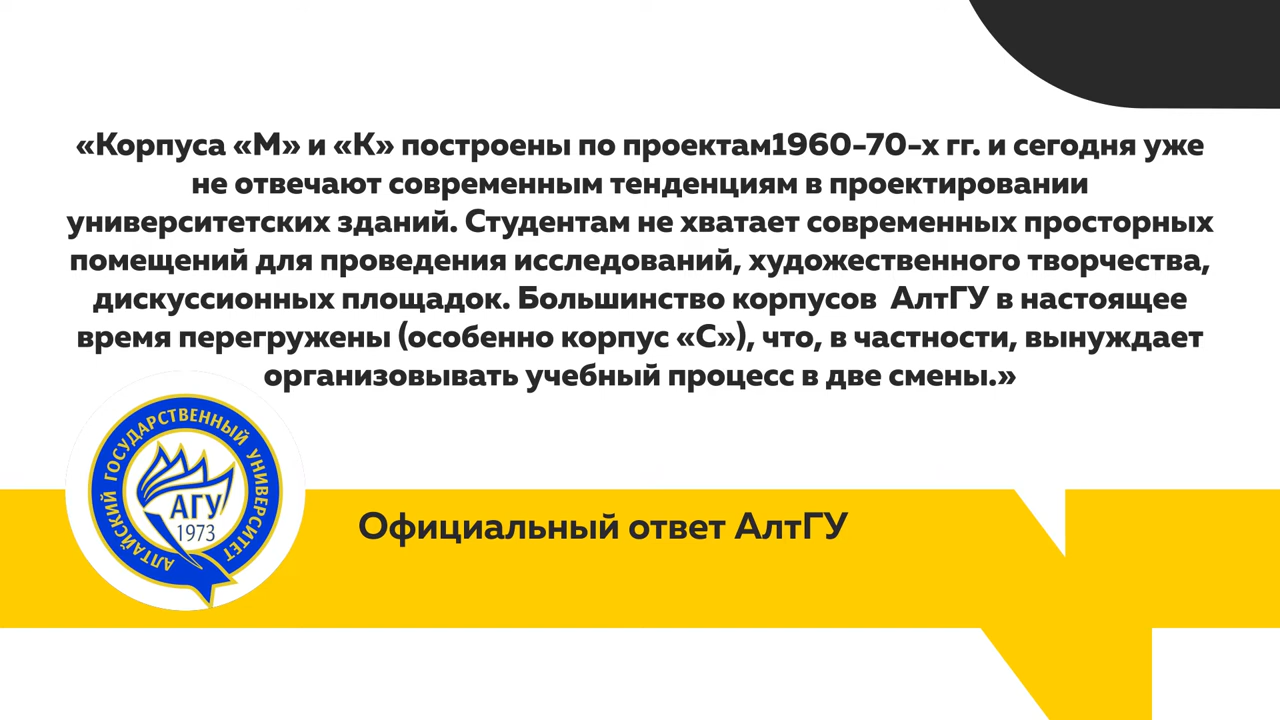 «Корпуса «М» и «К» построены по проектам1960-70-х гг. и сегодня уже
не отвечают современным тенденциям в проектировании
университетских зданий. Студентам не хватает современных просторных
помещений для проведения исследований, художественного творчества,
дискуссионных площадок. Большинство корпусов  АлтГУ в настоящее
время перегружены (особенно корпус «С»), что, в частности, вынуждает
организовывать учебный процесс в две смены.»
АЛТАЙСКИЙ ГОСУДАРСТВЕННЫЙ УНИВЕРСИТЕТ
АГУ
1973
Официальный ответ АлтГУ